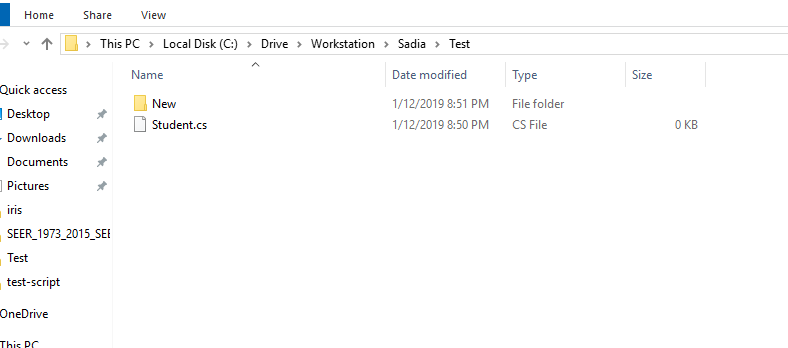 Home Share View
This PC Local Disk (C:) Drive Workstation Sadia Test
Name Date modified Type Size
New 1/12/2019 8:51 PM File folder
Student.cs 1/12/2019 8:50 PM CS File 0 KB
Quick access
Desktop
Downloads
Documents
Pictures
iris
SEER_1973_2015_SEE
Test
test-script
OneDrive
This PC